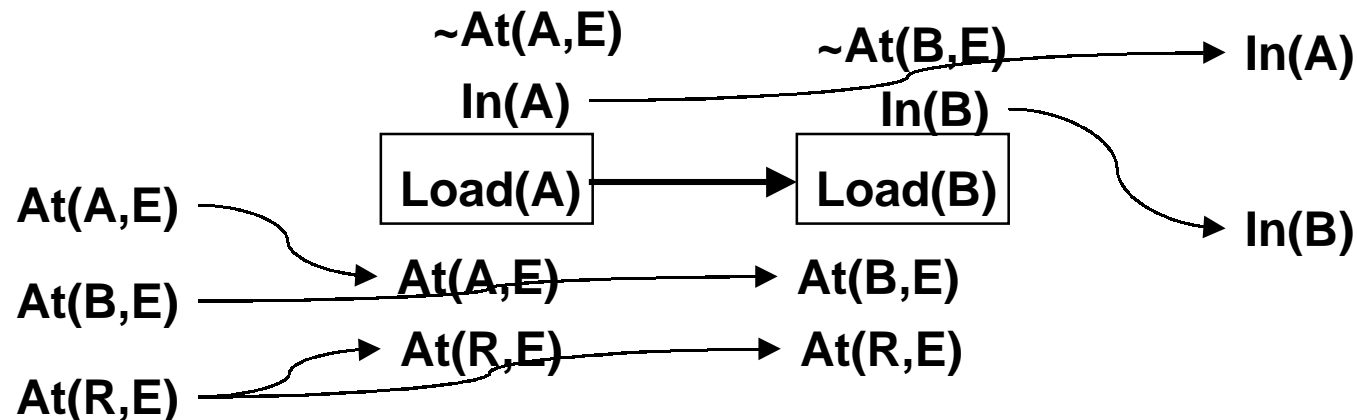 ~At(A,E)
~At(B,E)
In(A)
In(A)
In(B)
Load(A)
Load(B)
At(A,E)
In(B)
At(A,E)
At(B,E)
At(B,E)
At(R,E)
At(R,E)
At(R,E)